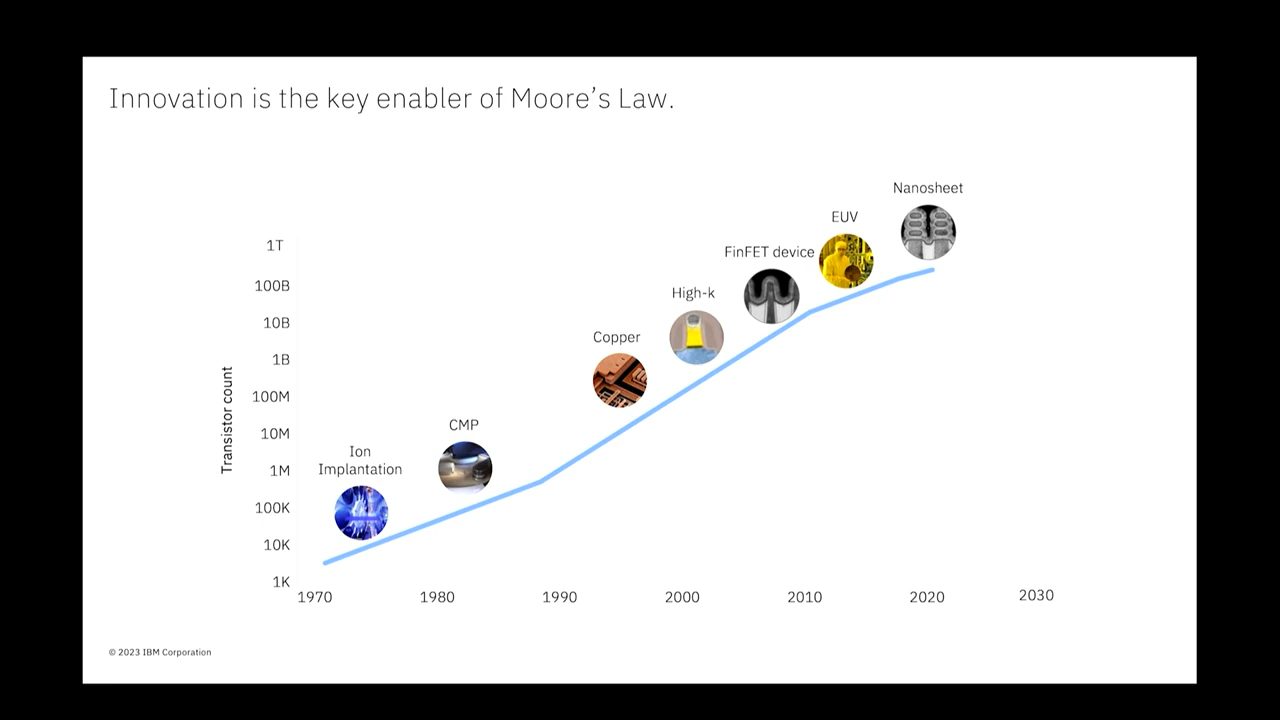 Innovation is the key enabler of Moore's Law.
Nanosheet
EUV
FinFET device
High-k
Copper
CMP
Ion
Implantation
Transistor count
1T
100B
10B
1B
100M
10M
1M
100K
10K
1K
1970 1980 1990 2000 2010 2020 2030
© 2023 IBM Corporation